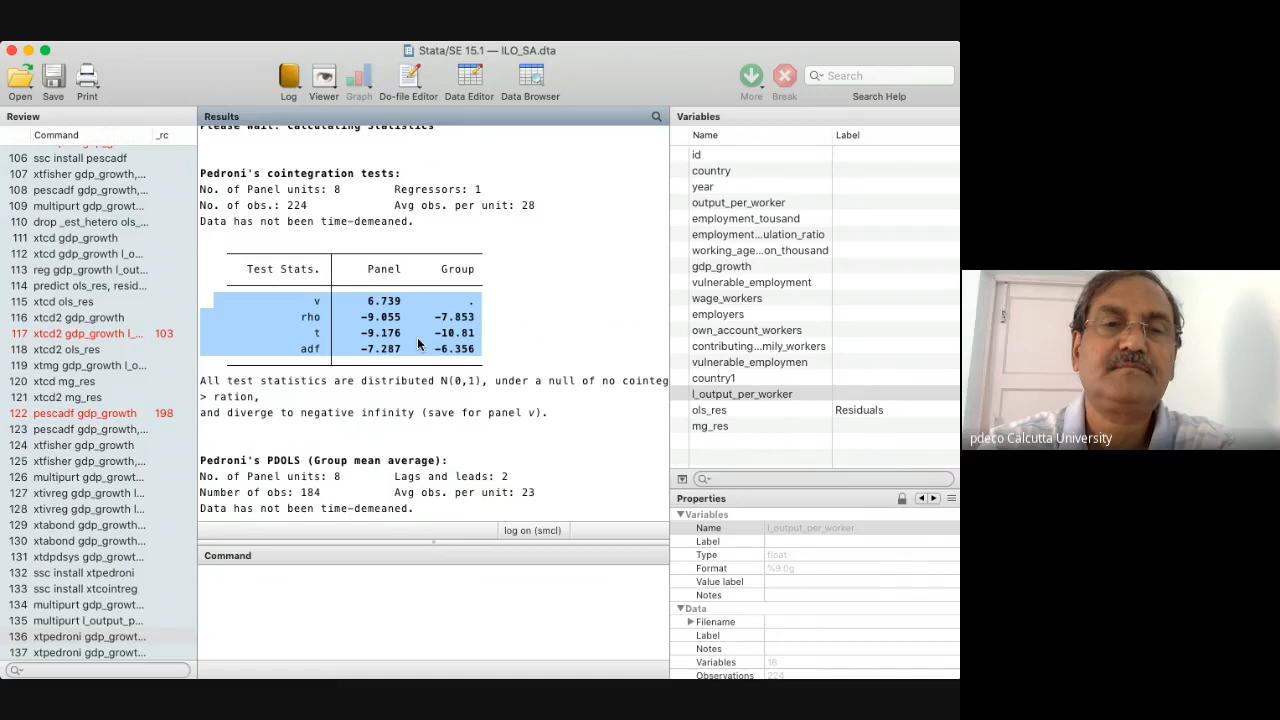 Stata/SE 15.1 — ILO_SA.dta
Open
Save
Print
Log
Viewer
Graph
Do-file Editor
Data Editor
Data Browser
More
Break
Search
Search Help
Review
Command _rc
106 ssc install pescadf
107 xtfisher gdp_growth,...
108 pescadf gdp_growth,...
109 multipurt gdp_growth...
110 drop _est_hetero ols_...
111 xtcd gdp_growth
112 xtcd gdp_growth l_o...
113 reg gdp_growth l_out...
114 predict ols_res, resid...
115 xtcd ols_res
116 xtcd2 gdp_growth
117 xtcd2 gdp_growth l_... 103
118 xtcd2 ols_res
119 xtmg gdp_growth l_o...
120 xtcd mg_res
121 xtcd2 mg_res
122 pescadf gdp_growth 198
123 pescadf gdp_growth,...
124 xtfisher gdp_growth
125 xtfisher gdp_growth,...
126 multipurt gdp_growth...
127 xtivreg gdp_growth l...
128 xtivreg gdp_growth l...
129 xtabond gdp_growth...
130 xtabond gdp_growth...
131 xtdpdsys gdp_growt...
132 ssc install xtpedroni
133 ssc install xtcointreg
134 multipurt gdp_growt...
135 multipurt l_output_p...
136 xtpedroni gdp_growt...
137 xtpedroni gdp_growt...
Results
Please Wait: Calculating Statistics
Pedroni's cointegration tests:
No. of Panel units: 8 Regressors: 1
No. of obs.: 224 Avg obs. per unit: 28
Data has not been time-demeaned.
Test Stats. Panel Group
v 6.739 .
rho -9.055 -7.853
t -9.176 -10.81
adf -7.287 -6.356
All test statistics are distributed N(0,1), under a null of no cointeg
> ration,
and diverge to negative infinity (save for panel v).
Pedroni's PDOLS (Group mean average):
No. of Panel units: 8 Lags and leads: 2
Number of obs: 184 Avg obs. per unit: 23
Data has not been time-demeaned.
log on (smcl)
Command
Variables
Name Label
id
country
year
output_per_worker
employment_tousand
employment...ulation_ratio
working_age...on_thousand
gdp_growth
vulnerable_employment
wage_workers
employers
own_account_workers
contributing...mily_workers
vulnerable_employmen
country1
l_output_per_worker
ols_res Residuals
mg_res
Properties
Variables
Name l_output_per_worker
Label
Type float
Format %9.0g
Value label
Notes
Data
Filename
Label
Notes
Variables 18
Observations 224
pdeco Calcutta University